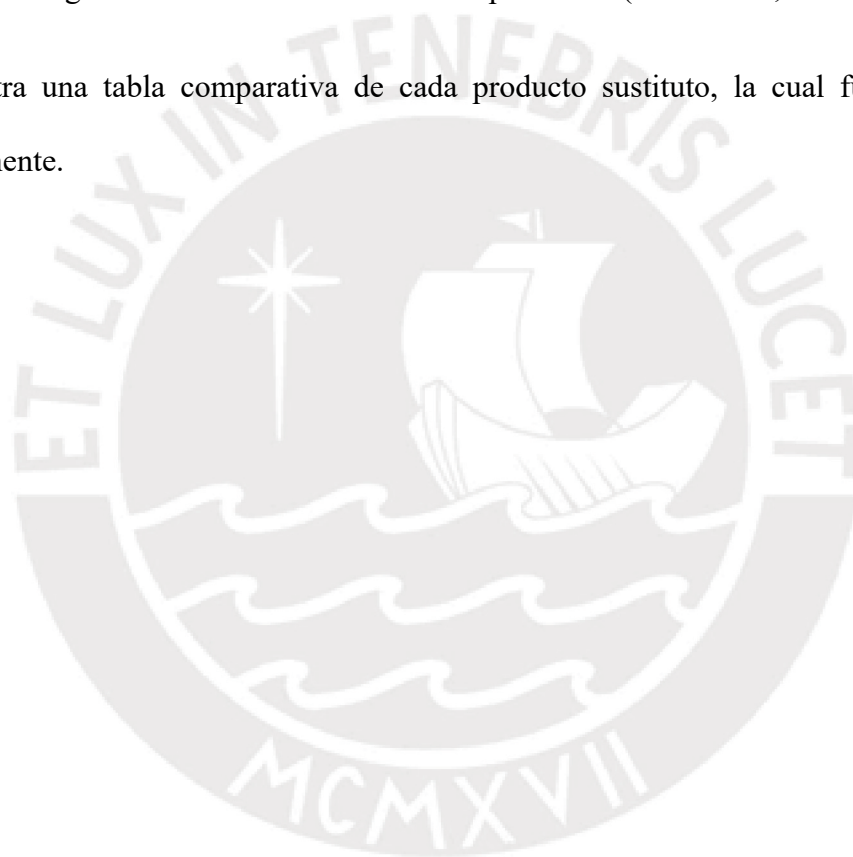 tra una tabla comparativa de cada producto sustituto, la cual
ente.
ET LUX IN TENEBRIS LUCET
MCMXVII